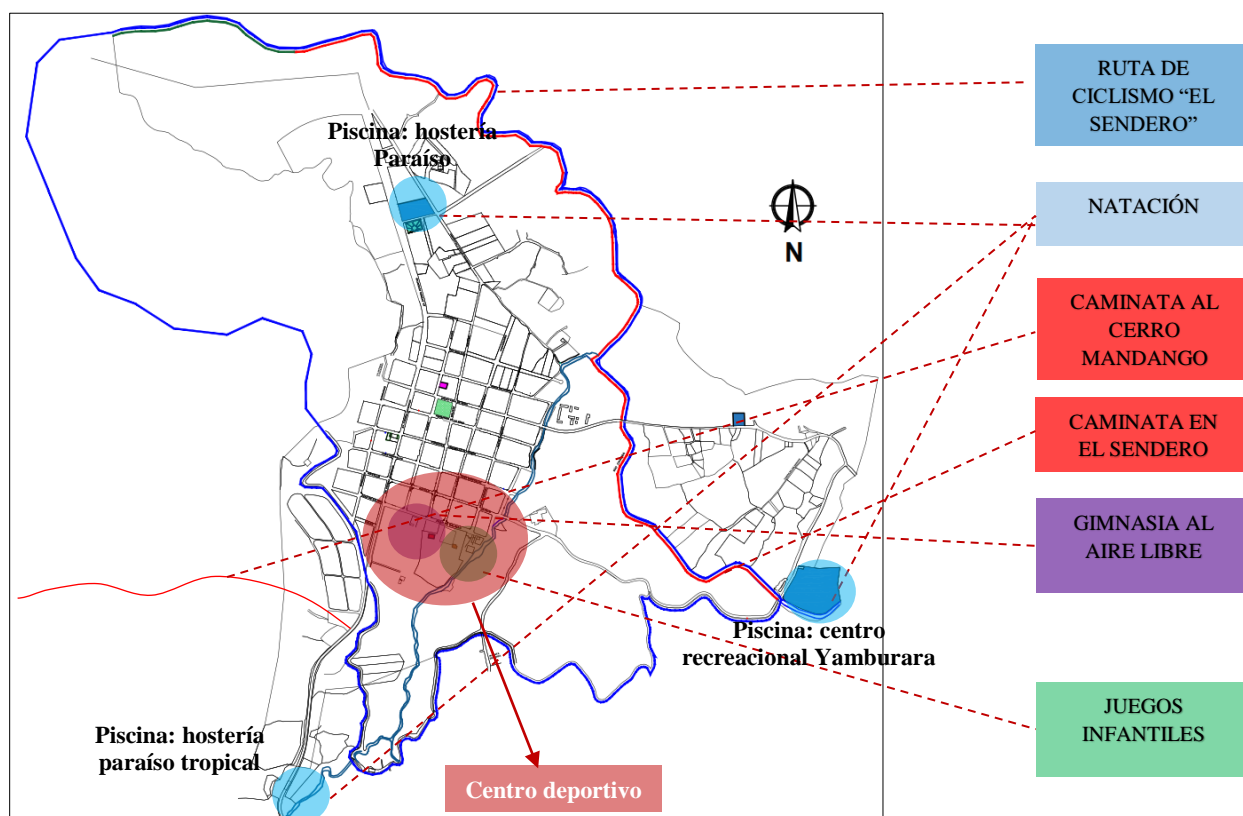 RUTA DE
CICLISMO “EL
SENDERO”
Piscina: hostería
Paraíso
NATACIÓN
N
CAMINATA AL
CERRO
MANDANGO
CAMINATA EN
EL SENDERO
GIMNASIA AL
AIRE LIBRE
Piscina: centro
recreacional Yamburara
JUEGOS
INFANTILES
Piscina: hostería
paraíso tropical
Centro deportivo